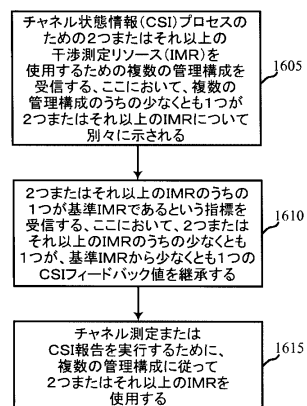 チャネル状態情報(CSI)プロセスの
ための2つまたはそれ以上の
干渉測定リソース(IMR)を
使用するための複数の管理構成を
受信する、ここにおいて、複数の
管理構成のうちの少なくとも1つが
2つまたはそれ以上のIMRについて
別々に示される
1605
2つまたはそれ以上のIMRのうちの
1つが基準IMRであるという指標を
受信する、ここにおいて、2つまたは
それ以上のIMRのうちの少なくとも
1つが、基準IMRから少なくとも1つの
CSIフィードバック値を継承する
1610
チャネル測定または
CSI報告を実行するために、
複数の管理構成に従って
2つまたはそれ以上のIMRを
使用する
1615